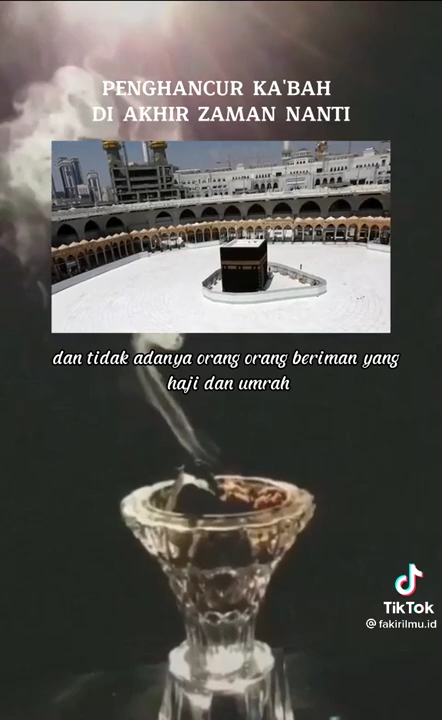 PENGHANCUR KA'BAH
DI AKHIR ZAMAN NANTI
dan tidak adanya orang orang beriman yang
haji dan umrah
TikTok
@fakirilmu.id